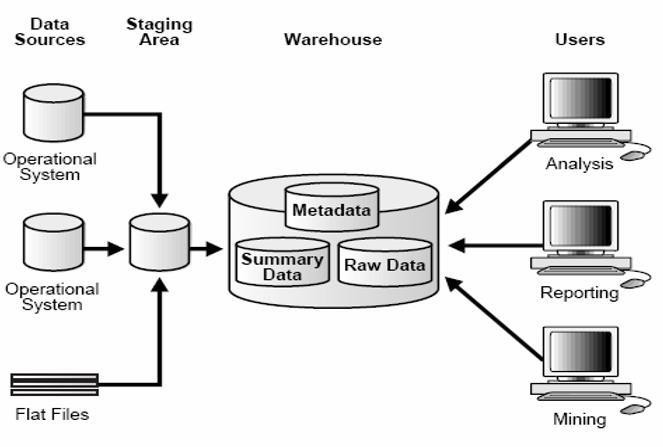 Data
Sources
Staging
Area
Warehouse
Users
Operational
System
Operational
System
Flat Files
Metadata
Summary
Data
Raw Data
Analysis
Reporting
Mining